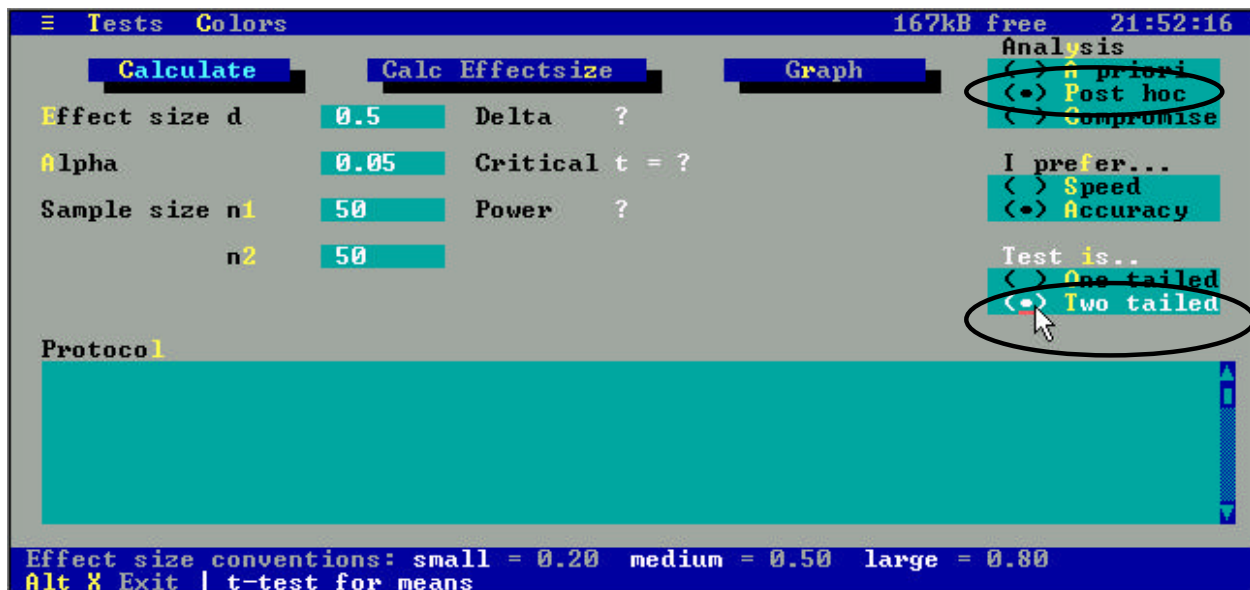 ≡ Tests Colors 167kB free 21:52:16
Analysis
Calculate Calc Effectsize Graph ( ) A priori
(•) Post hoc
Effect size d 0.5 Delta ? ( ) Compromise
Alpha 0.05 Critical t = ? I prefer...
( ) Speed
Sample size n1 50 Power ? (•) Accuracy
n2 50 Test is..
( ) One tailed
(•) Two tailed
Protocol
Effect size conventions: small = 0.20 medium = 0.50 large = 0.80
Alt X Exit | t-test for means